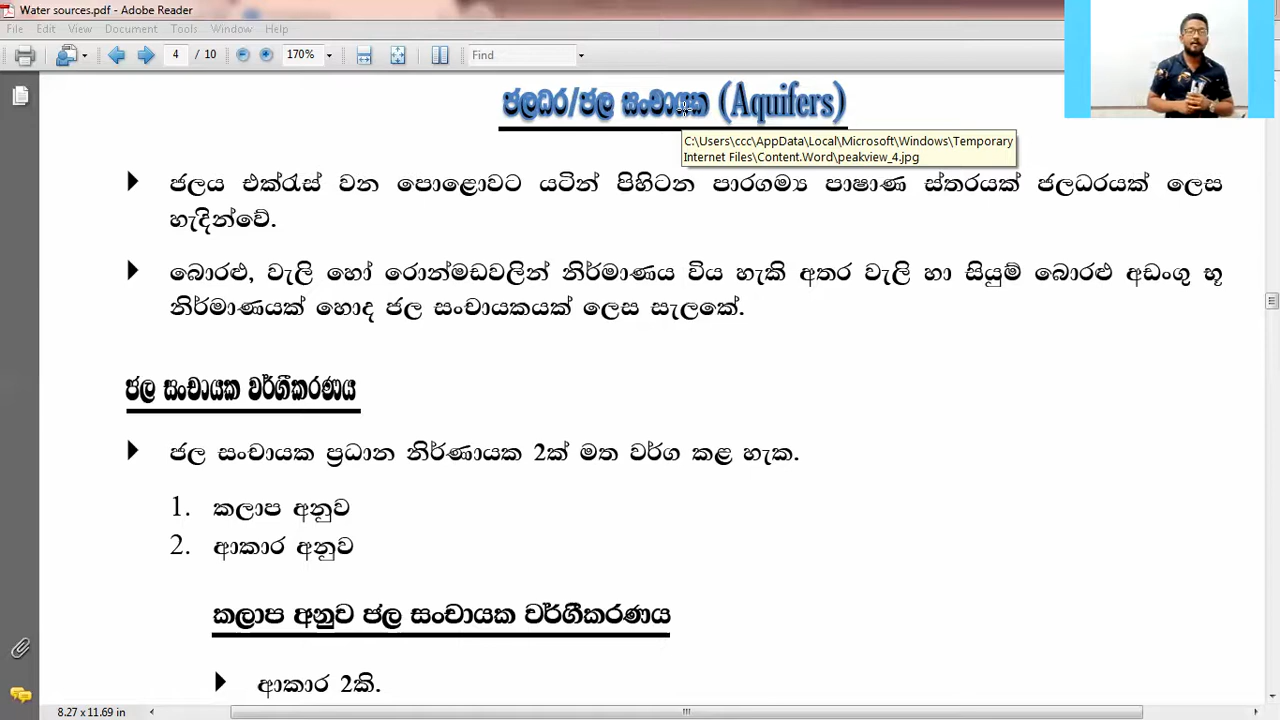 Water sources.pdf - Adobe Reader
File Edit View Document Tools Window Help
4 / 10 170% Find
ජලධර/ජල සංචායක (Aquifers)
C:\Users\ccc\AppData\Local\Microsoft\Windows\Temporary
Internet Files\Content.Word\peakview_4.jpg
ජලය එක්රැස් වන පොළොවට යටින් පිහිටන පාරගම්‍ය පාෂාණ ස්තරයක් ජලධරයක් ලෙස
හැදින්වේ.
බොරළු, වැලි හෝ රොන්මඩවලින් නිර්මාණය විය හැකි අතර වැලි හා සියුම් බොරළු අඩංගු භූ
නිර්මාණයක් හොද ජල සංචායකයක් ලෙස සැලකේ.
ජල සංචායක වර්ගීකරණය
ජල සංචායක ප්‍රධාන නිර්ණායක 2ක් මත වර්ග කළ හැක.
1. කලාප අනුව
2. ආකාර අනුව
කලාප අනුව ජල සංචායක වර්ගීකරණය
ආකාර 2කි.
8.27 x 11.69 in